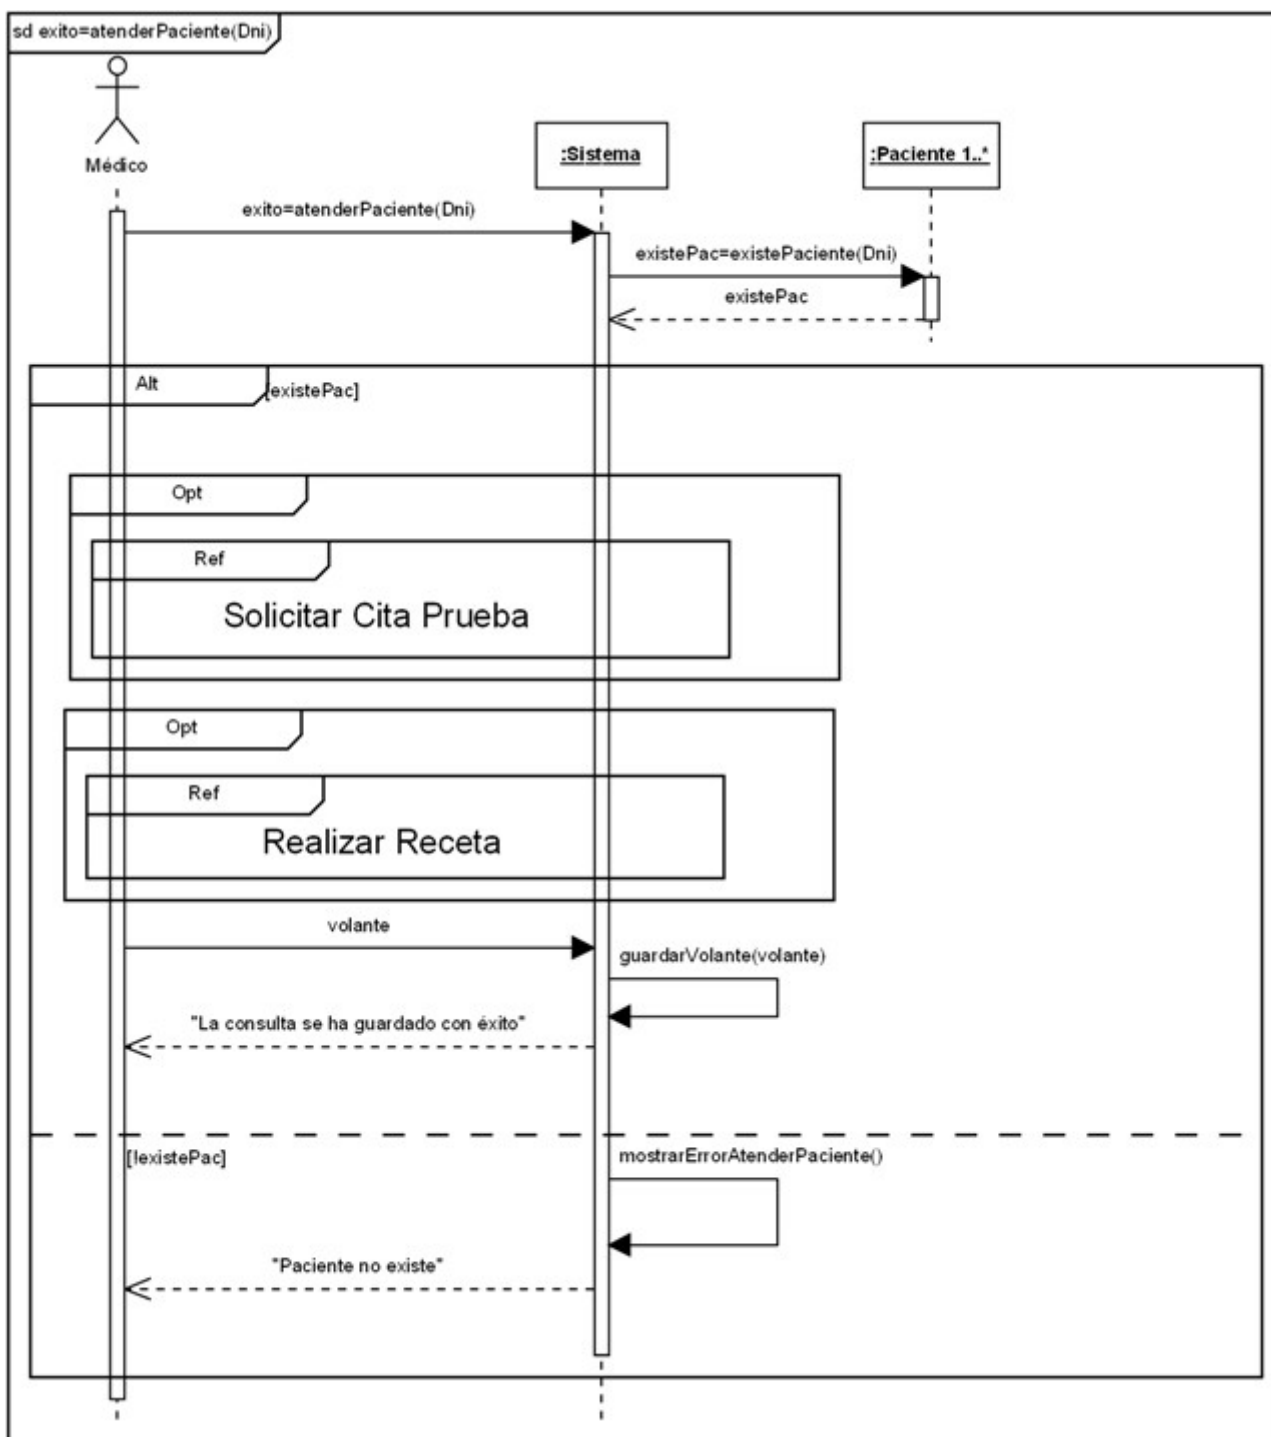 sd exito=atenderPaciente(Dni)
Médico
:Sistema
:Paciente 1..*
exito=atenderPaciente(Dni)
existePac=existePaciente(Dni)
existePac
Alt
[existePac]
Opt
Ref
Solicitar Cita Prueba
Opt
Ref
Realizar Receta
volante
guardarVolante(volante)
"La consulta se ha guardado con éxito"
[!existePac]
mostrarErrorAtenderPaciente()
"Paciente no existe"